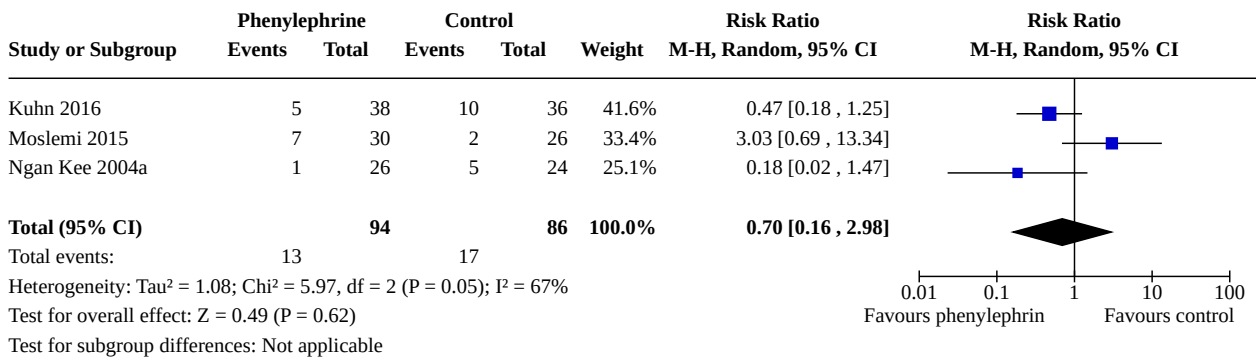 Phenylephrine Control Risk Ratio Risk Ratio
Study or Subgroup Events Total Events Total Weight M-H, Random, 95% CI M-H, Random, 95% CI
Kuhn 2016 5 38 10 36 41.6% 0.47 [0.18 , 1.25]
Moslemi 2015 7 30 2 26 33.4% 3.03 [0.69 , 13.34]
Ngan Kee 2004a 1 26 5 24 25.1% 0.18 [0.02 , 1.47]
Total (95% CI) 94 86 100.0% 0.70 [0.16 , 2.98]
Total events: 13 17
Heterogeneity: Tau² = 1.08; Chi² = 5.97, df = 2 (P = 0.05); I² = 67%
0.01 0.1 1 10 100
Test for overall effect: Z = 0.49 (P = 0.62) Favours phenylephrin Favours control
Test for subgroup differences: Not applicable